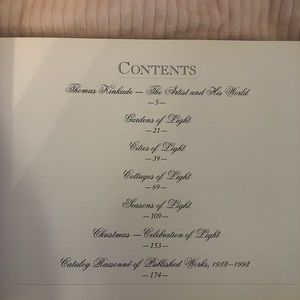 CONTENTS
Thomas Kinkade — The Artist and His World
—5—
Gardens of Light
—21—
Cities of Light
—39—
Cottages of Light
—69—
Seasons of Light
—109—
Christmas — Celebration of Light
—153—
Catalog Raisonné of Published Works, 1983-1998
—174—